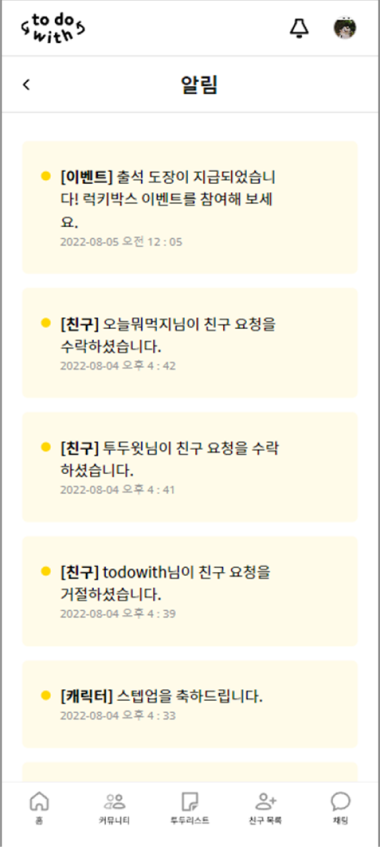 to do
with
알림
[이벤트] 출석 도장이 지급되었습니
다! 럭키박스 이벤트를 참여해 보세
요.
2022-08-05 오전 12 : 05
[친구] 오늘뭐먹지님이 친구 요청을
수락하셨습니다.
2022-08-04 오후 4 : 42
[친구] 투두윗님이 친구 요청을 수락
하셨습니다.
2022-08-04 오후 4 : 41
[친구] todowith님이 친구 요청을
거절하셨습니다.
2022-08-04 오후 4 : 39
[캐릭터] 스텝업을 축하드립니다.
2022-08-04 오후 4 : 33
홈 커뮤니티 투두리스트 친구 목록 채팅